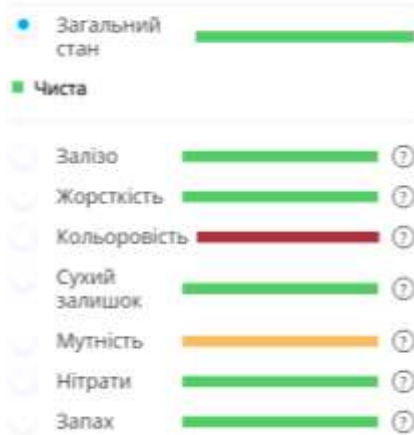 Загальний
стан
Чиста
Залізо
Жорсткість
Кольоровість
Сухий
залишок
Мутність
Нітрати
Запах